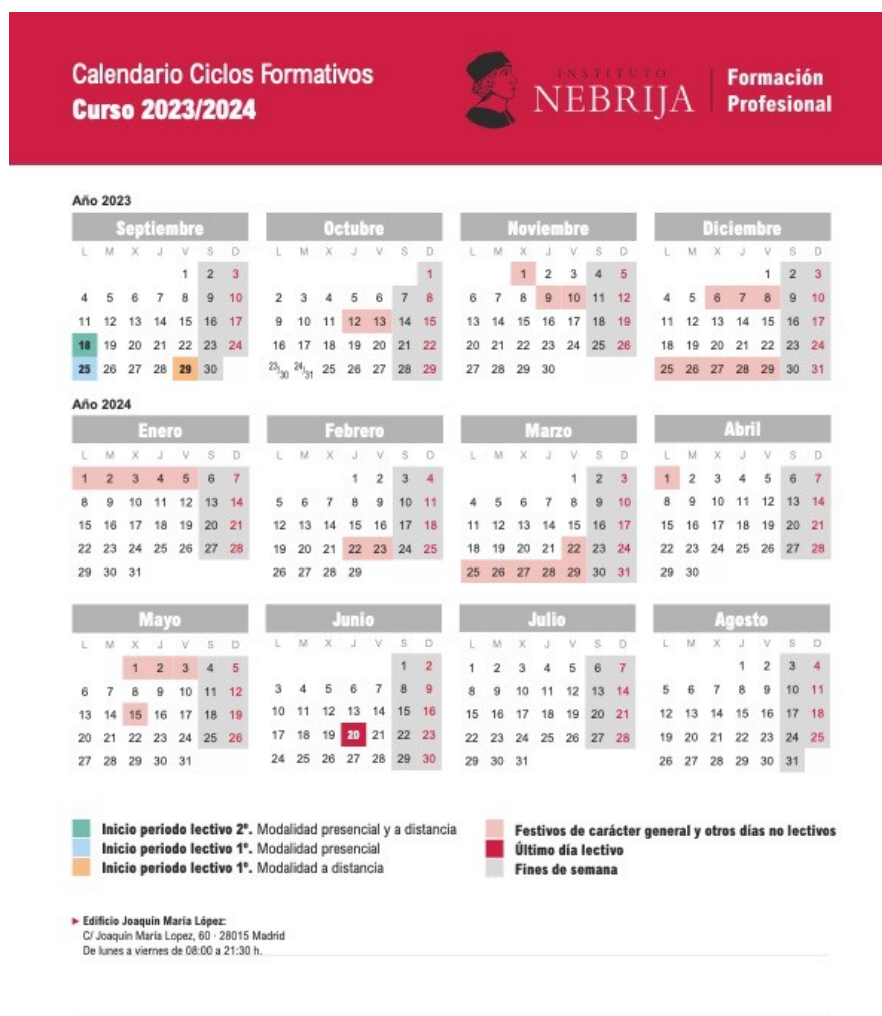 Calendario Ciclos Formativos
Curso 2023/2024
INSTITUTO
NEBRIJA
Formación
Profesional
Año 2023
Septiembre
L M X J V S D
1 2 3
4 5 6 7 8 9 10
11 12 13 14 15 16 17
18 19 20 21 22 23 24
25 26 27 28 29 30
Octubre
L M X J V S D
1
2 3 4 5 6 7 8
9 10 11 12 13 14 15
16 17 18 19 20 21 22
23/30 24/31 25 26 27 28 29
Noviembre
L M X J V S D
1 2 3 4 5
6 7 8 9 10 11 12
13 14 15 16 17 18 19
20 21 22 23 24 25 26
27 28 29 30
Diciembre
L M X J V S D
1 2 3
4 5 6 7 8 9 10
11 12 13 14 15 16 17
18 19 20 21 22 23 24
25 26 27 28 29 30 31
Año 2024
Enero
L M X J V S D
1 2 3 4 5 6 7
8 9 10 11 12 13 14
15 16 17 18 19 20 21
22 23 24 25 26 27 28
29 30 31
Febrero
L M X J V S D
1 2 3 4
5 6 7 8 9 10 11
12 13 14 15 16 17 18
19 20 21 22 23 24 25
26 27 28 29
Marzo
L M X J V S D
1 2 3
4 5 6 7 8 9 10
11 12 13 14 15 16 17
18 19 20 21 22 23 24
25 26 27 28 29 30 31
Abril
L M X J V S D
1 2 3 4 5 6 7
8 9 10 11 12 13 14
15 16 17 18 19 20 21
22 23 24 25 26 27 28
29 30
Mayo
L M X J V S D
1 2 3 4 5
6 7 8 9 10 11 12
13 14 15 16 17 18 19
20 21 22 23 24 25 26
27 28 29 30 31
Junio
L M X J V S D
1 2
3 4 5 6 7 8 9
10 11 12 13 14 15 16
17 18 19 20 21 22 23
24 25 26 27 28 29 30
Julio
L M X J V S D
1 2 3 4 5 6 7
8 9 10 11 12 13 14
15 16 17 18 19 20 21
22 23 24 25 26 27 28
29 30 31
Agosto
L M X J V S D
1 2 3 4
5 6 7 8 9 10 11
12 13 14 15 16 17 18
19 20 21 22 23 24 25
26 27 28 29 30 31
Inicio periodo lectivo 2º. Modalidad presencial y a distancia
Inicio periodo lectivo 1º. Modalidad presencial
Inicio periodo lectivo 1º. Modalidad a distancia
Festivos de carácter general y otros días no lectivos
Último día lectivo
Fines de semana
Edificio Joaquín María López:
C/ Joaquín María Lopez, 60 · 28015 Madrid
De lunes a viernes de 08:00 a 21:30 h.